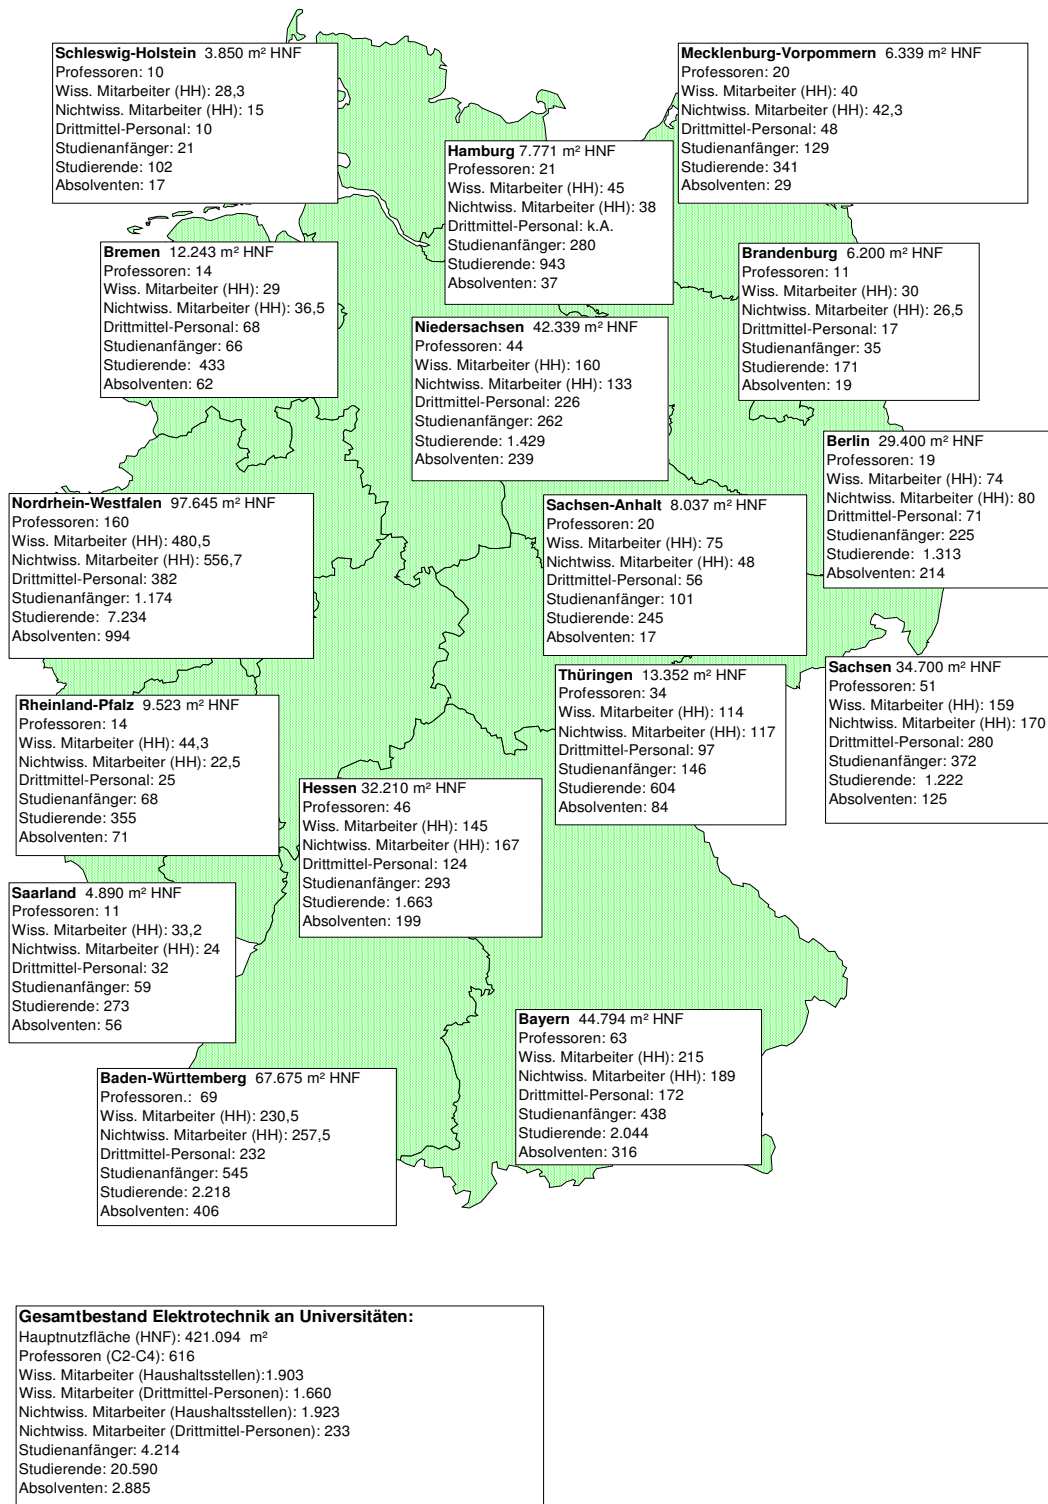 Schleswig-Holstein 3.850 m² HNF
Professoren: 10
Wiss. Mitarbeiter (HH): 28,3
Nichtwiss. Mitarbeiter (HH): 15
Drittmittel-Personal: 10
Studienanfänger: 21
Studierende: 102
Absolventen: 17
Mecklenburg-Vorpommern 6.339 m² HNF
Professoren: 20
Wiss. Mitarbeiter (HH): 40
Nichtwiss. Mitarbeiter (HH): 42,3
Drittmittel-Personal: 48
Studienanfänger: 129
Studierende: 341
Absolventen: 29
Hamburg 7.771 m² HNF
Professoren: 21
Wiss. Mitarbeiter (HH): 45
Nichtwiss. Mitarbeiter (HH): 38
Drittmittel-Personal: k.A.
Studienanfänger: 280
Studierende: 943
Absolventen: 37
Bremen 12.243 m² HNF
Professoren: 14
Wiss. Mitarbeiter (HH): 29
Nichtwiss. Mitarbeiter (HH): 36,5
Drittmittel-Personal: 68
Studienanfänger: 66
Studierende: 433
Absolventen: 62
Brandenburg 6.200 m² HNF
Professoren: 11
Wiss. Mitarbeiter (HH): 30
Nichtwiss. Mitarbeiter (HH): 26,5
Drittmittel-Personal: 17
Studienanfänger: 35
Studierende: 171
Absolventen: 19
Niedersachsen 42.339 m² HNF
Professoren: 44
Wiss. Mitarbeiter (HH): 160
Nichtwiss. Mitarbeiter (HH): 133
Drittmittel-Personal: 226
Studienanfänger: 262
Studierende: 1.429
Absolventen: 239
Berlin 29.400 m² HNF
Professoren: 19
Wiss. Mitarbeiter (HH): 74
Nichtwiss. Mitarbeiter (HH): 80
Drittmittel-Personal: 71
Studienanfänger: 225
Studierende: 1.313
Absolventen: 214
Nordrhein-Westfalen 97.645 m² HNF
Professoren: 160
Wiss. Mitarbeiter (HH): 480,5
Nichtwiss. Mitarbeiter (HH): 556,7
Drittmittel-Personal: 382
Studienanfänger: 1.174
Studierende: 7.234
Absolventen: 994
Sachsen-Anhalt 8.037 m² HNF
Professoren: 20
Wiss. Mitarbeiter (HH): 75
Nichtwiss. Mitarbeiter (HH): 48
Drittmittel-Personal: 56
Studienanfänger: 101
Studierende: 245
Absolventen: 17
Sachsen 34.700 m² HNF
Professoren: 51
Wiss. Mitarbeiter (HH): 159
Nichtwiss. Mitarbeiter (HH): 170
Drittmittel-Personal: 280
Studienanfänger: 372
Studierende: 1.222
Absolventen: 125
Thüringen 13.352 m² HNF
Professoren: 34
Wiss. Mitarbeiter (HH): 114
Nichtwiss. Mitarbeiter (HH): 117
Drittmittel-Personal: 97
Studienanfänger: 146
Studierende: 604
Absolventen: 84
Rheinland-Pfalz 9.523 m² HNF
Professoren: 14
Wiss. Mitarbeiter (HH): 44,3
Nichtwiss. Mitarbeiter (HH): 22,5
Drittmittel-Personal: 25
Studienanfänger: 68
Studierende: 355
Absolventen: 71
Hessen 32.210 m² HNF
Professoren: 46
Wiss. Mitarbeiter (HH): 145
Nichtwiss. Mitarbeiter (HH): 167
Drittmittel-Personal: 124
Studienanfänger: 293
Studierende: 1.663
Absolventen: 199
Saarland 4.890 m² HNF
Professoren: 11
Wiss. Mitarbeiter (HH): 33,2
Nichtwiss. Mitarbeiter (HH): 24
Drittmittel-Personal: 32
Studienanfänger: 59
Studierende: 273
Absolventen: 56
Bayern 44.794 m² HNF
Professoren: 63
Wiss. Mitarbeiter (HH): 215
Nichtwiss. Mitarbeiter (HH): 189
Drittmittel-Personal: 172
Studienanfänger: 438
Studierende: 2.044
Absolventen: 316
Baden-Württemberg 67.675 m² HNF
Professoren.: 69
Wiss. Mitarbeiter (HH): 230,5
Nichtwiss. Mitarbeiter (HH): 257,5
Drittmittel-Personal: 232
Studienanfänger: 545
Studierende: 2.218
Absolventen: 406
Gesamtbestand Elektrotechnik an Universitäten:
Hauptnutzfläche (HNF): 421.094 m²
Professoren (C2-C4): 616
Wiss. Mitarbeiter (Haushaltsstellen):1.903
Wiss. Mitarbeiter (Drittmittel-Personen): 1.660
Nichtwiss. Mitarbeiter (Haushaltsstellen): 1.923
Nichtwiss. Mitarbeiter (Drittmittel-Personen): 233
Studienanfänger: 4.214
Studierende: 20.590
Absolventen: 2.885